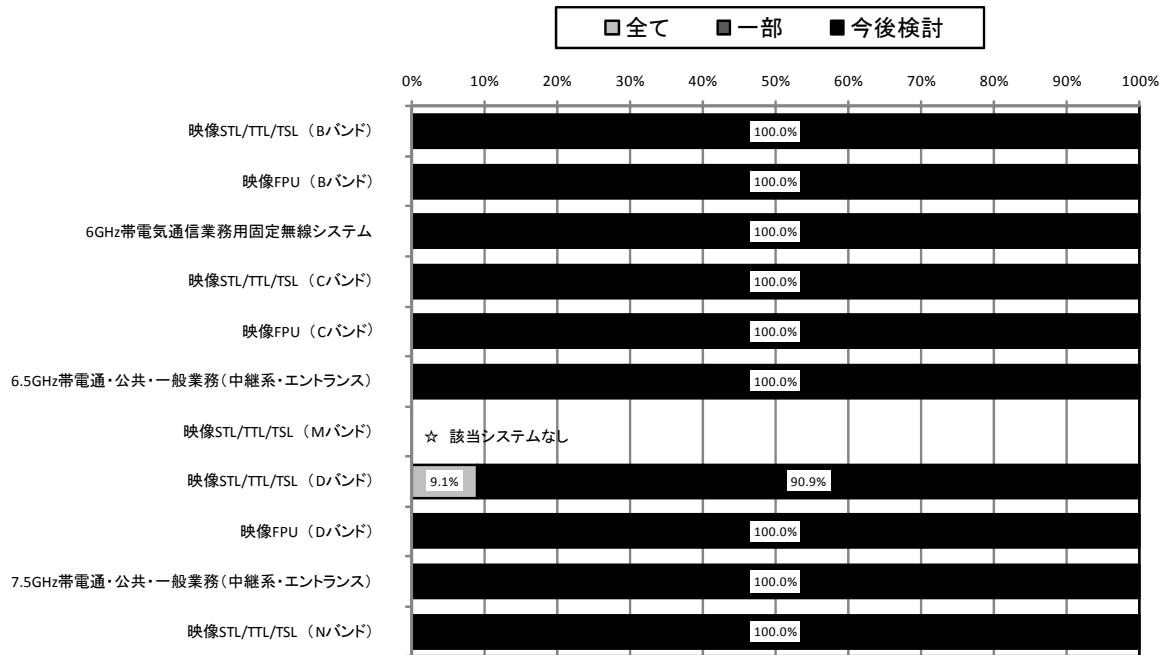 全て 一部 今後検討
0% 10% 20% 30% 40% 50% 60% 70% 80% 90% 100%
映像STL/TTL/TSL（Bバンド） 100.0%
映像FPU（Bバンド） 100.0%
6GHz帯電気通信業務用固定無線システム 100.0%
映像STL/TTL/TSL（Cバンド） 100.0%
映像FPU（Cバンド） 100.0%
6.5GHz帯電通・公共・一般業務（中継系・エントランス） 100.0%
映像STL/TTL/TSL（Mバンド） ☆ 該当システムなし
映像STL/TTL/TSL（Dバンド） 9.1% 90.9%
映像FPU（Dバンド） 100.0%
7.5GHz帯電通・公共・一般業務（中継系・エントランス） 100.0%
映像STL/TTL/TSL（Nバンド） 100.0%